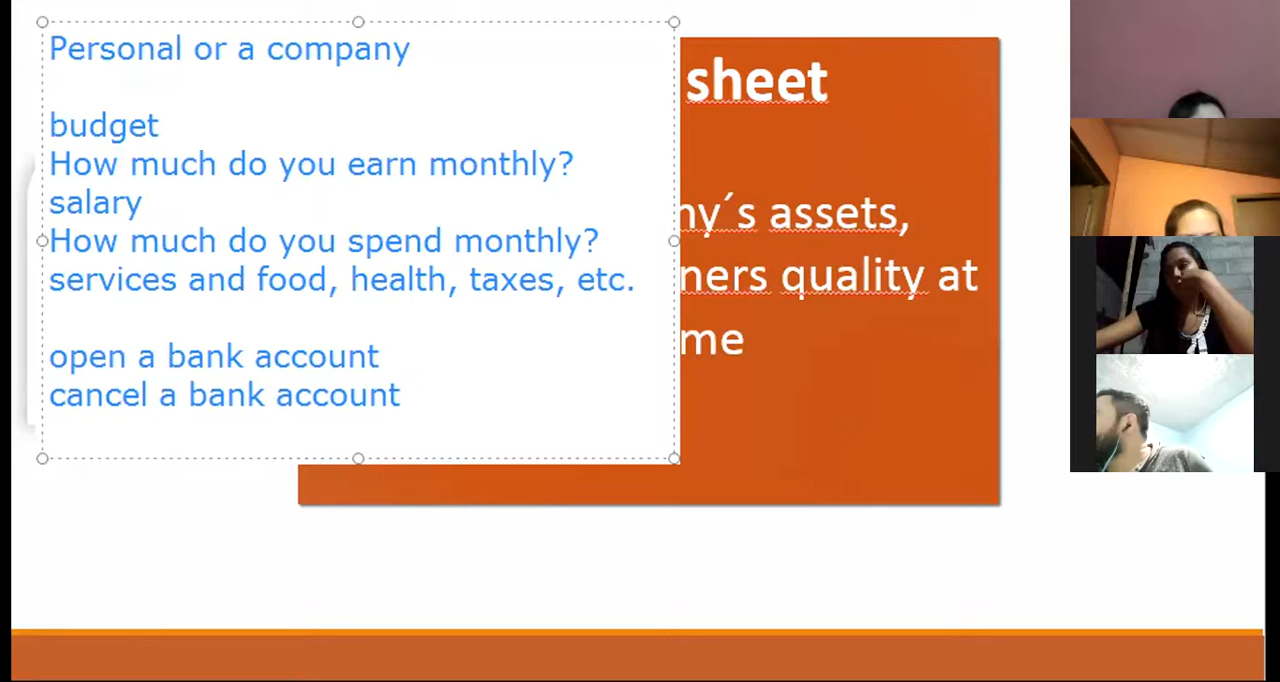 Personal or a company
budget
How much do you earn monthly?
salary
How much do you spend monthly?
services and food, health, taxes, etc.
open a bank account
cancel a bank account
sheet
ny´s assets,
ners quality at
me